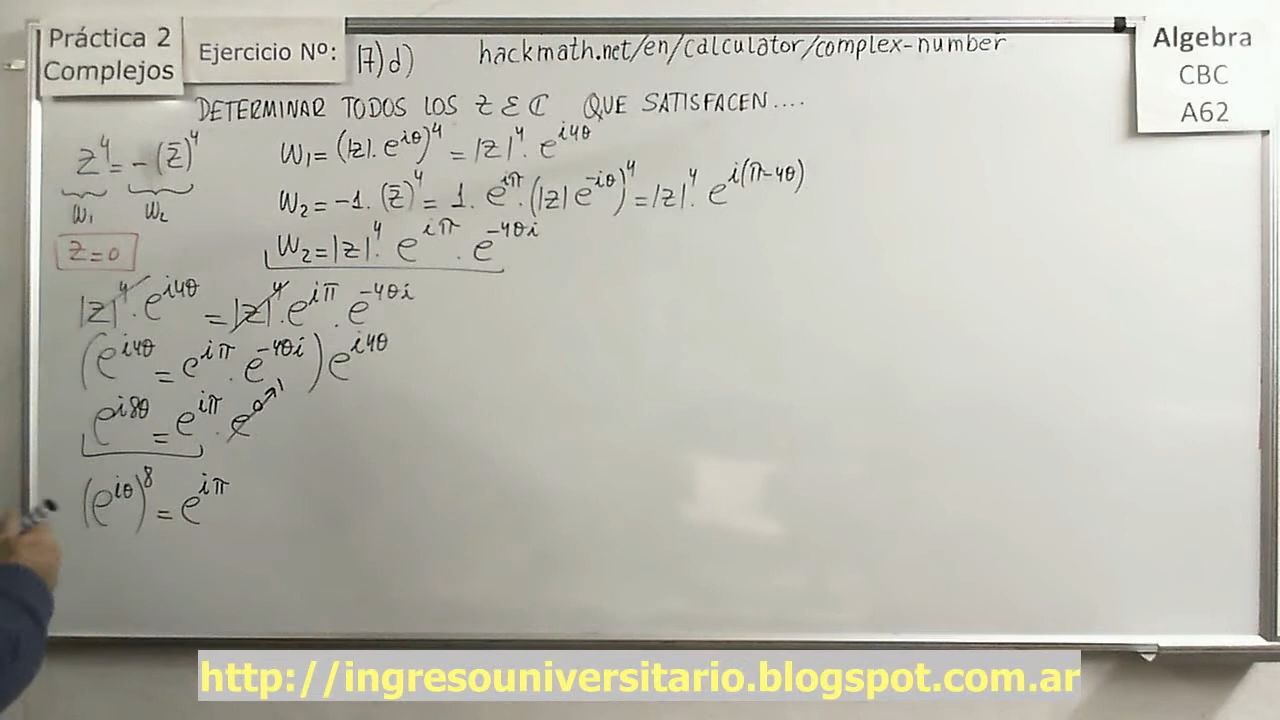 Práctica 2
Complejos
Ejercicio Nº: 17)d)
hackmath.net/en/calculator/complex-number
Algebra
CBC
A62
DETERMINAR TODOS LOS Z ∈ ℂ QUE SATISFACEN....
z⁴ = -(z̄)⁴
w₁ w₂
z=0
w₁ = (|z|.e^{iθ})⁴ = |z|⁴.e^{i4θ}
w₂ = -1.(z̄)⁴ = 1.e^{iπ}.(|z|e^{-iθ})⁴ = |z|⁴.e^{i(π-4θ)}
w₂ = |z|⁴.e^{iπ}.e^{-4θi}
|z|⁴.e^{i4θ} = |z|⁴.e^{iπ}.e^{-4θi}
(e^{i4θ} = e^{iπ}.e^{-4θi})e^{i4θ}
e^{i8θ} = e^{iπ}.e^{0}→1
(e^{iθ})⁸ = e^{iπ}
http://ingresouniversitario.blogspot.com.ar